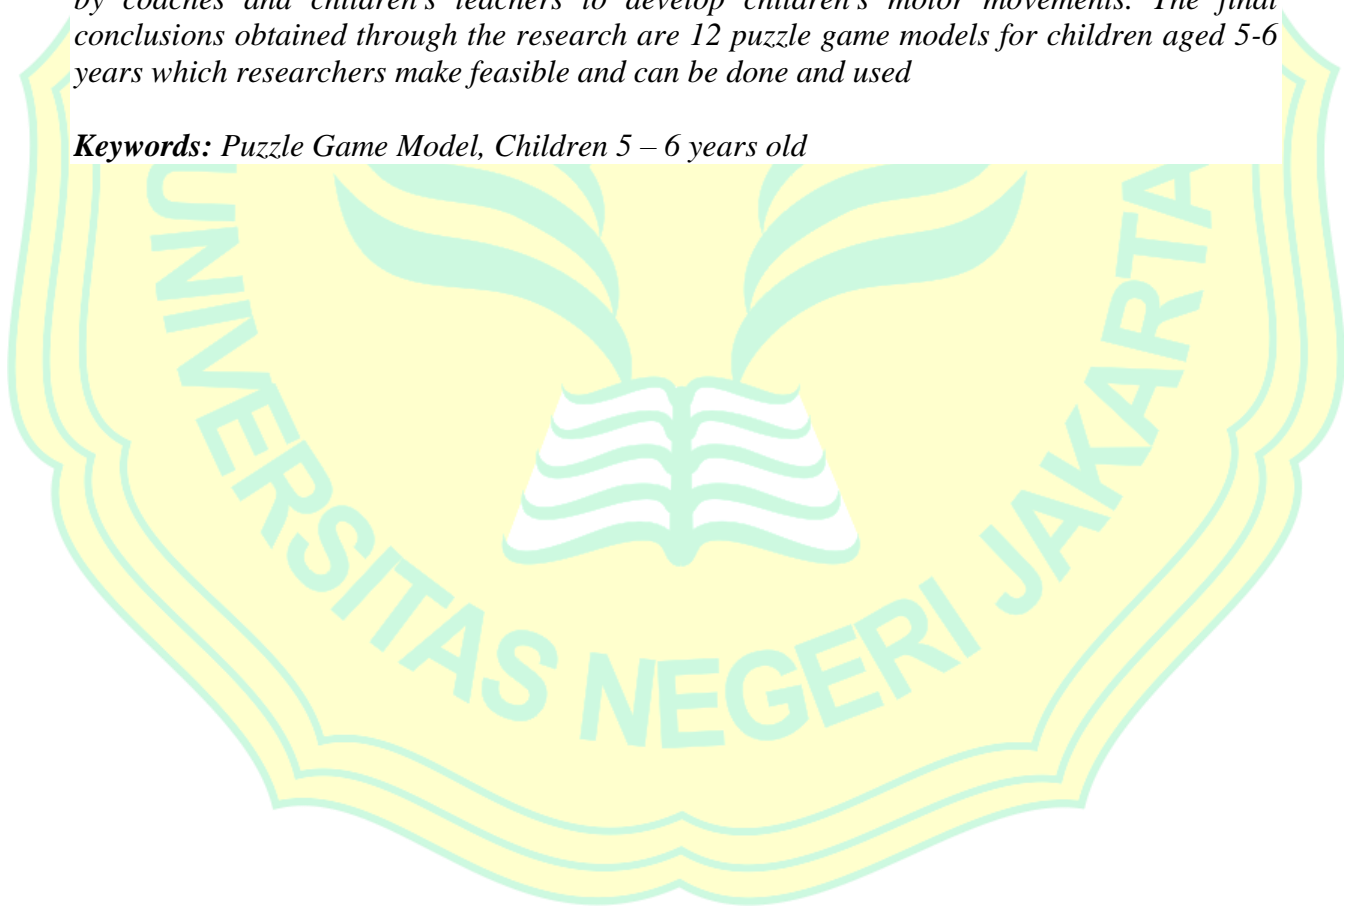 by coaches and children's teachers to develop children's motor movements. The final
conclusions obtained through the research are 12 puzzle game models for children aged 5-6
years which researchers make feasible and can be done and used
Keywords: Puzzle Game Model, Children 5 – 6 years old
UNIVERSITAS NEGERI JAKARTA